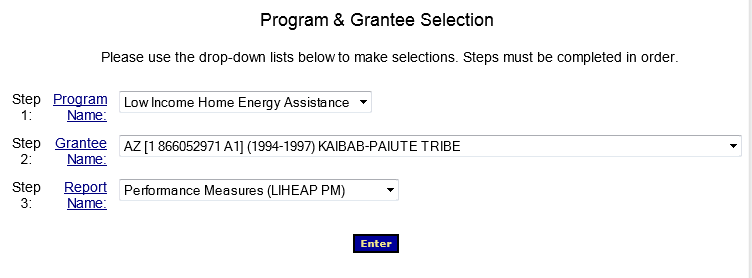 Program & Grantee Selection
Please use the drop-down lists below to make selections. Steps must be completed in order.
Step 1: Program Name: Low Income Home Energy Assistance
Step 2: Grantee Name: AZ [1 866052971 A1] (1994-1997) KAIBAB-PAIUTE TRIBE
Step 3: Report Name: Performance Measures (LIHEAP PM)
Enter